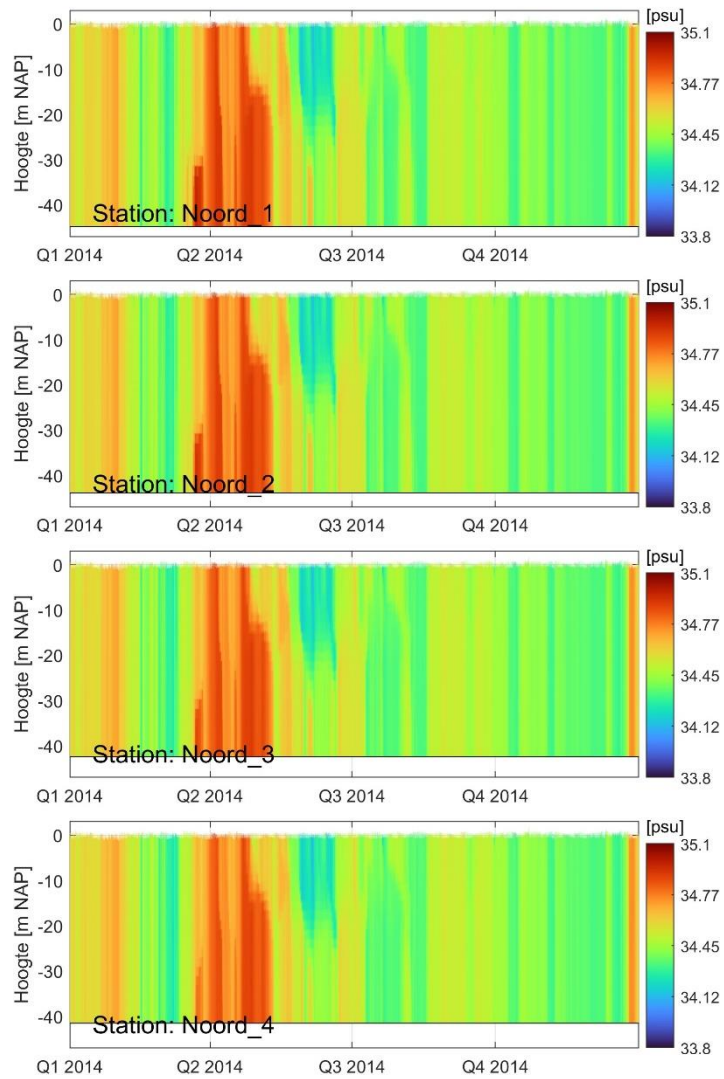 [psu]
0
-10
-20
-30
-40
Hoogte [m NAP]
35.1
34.77
34.45
34.12
33.8
Station: Noord_1
Q1 2014
Q2 2014
Q3 2014
Q4 2014
[psu]
0
-10
-20
-30
-40
Hoogte [m NAP]
35.1
34.77
34.45
34.12
33.8
Station: Noord_2
Q1 2014
Q2 2014
Q3 2014
Q4 2014
[psu]
0
-10
-20
-30
-40
Hoogte [m NAP]
35.1
34.77
34.45
34.12
33.8
Station: Noord_3
Q1 2014
Q2 2014
Q3 2014
Q4 2014
[psu]
0
-10
-20
-30
-40
Hoogte [m NAP]
35.1
34.77
34.45
34.12
33.8
Station: Noord_4
Q1 2014
Q2 2014
Q3 2014
Q4 2014